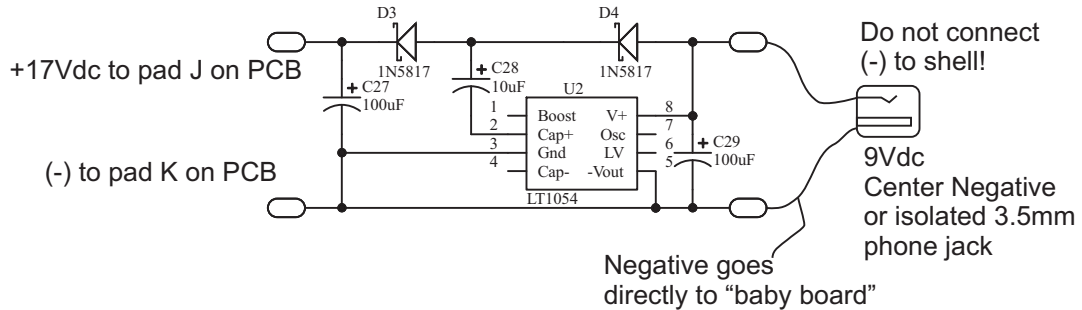 D3
D4
Do not connect
(-) to shell!
+17Vdc to pad J on PCB
1N5817
1N5817
+ C27
100uF
+ C28
10uF
U2
1
2
3
4
Boost
Cap+
Gnd
Cap-
V+
Osc
LV
-Vout
8
7
6
5
LT1054
+ C29
100uF
(-) to pad K on PCB
9Vdc
Center Negative
or isolated 3.5mm
phone jack
Negative goes
directly to “baby board”